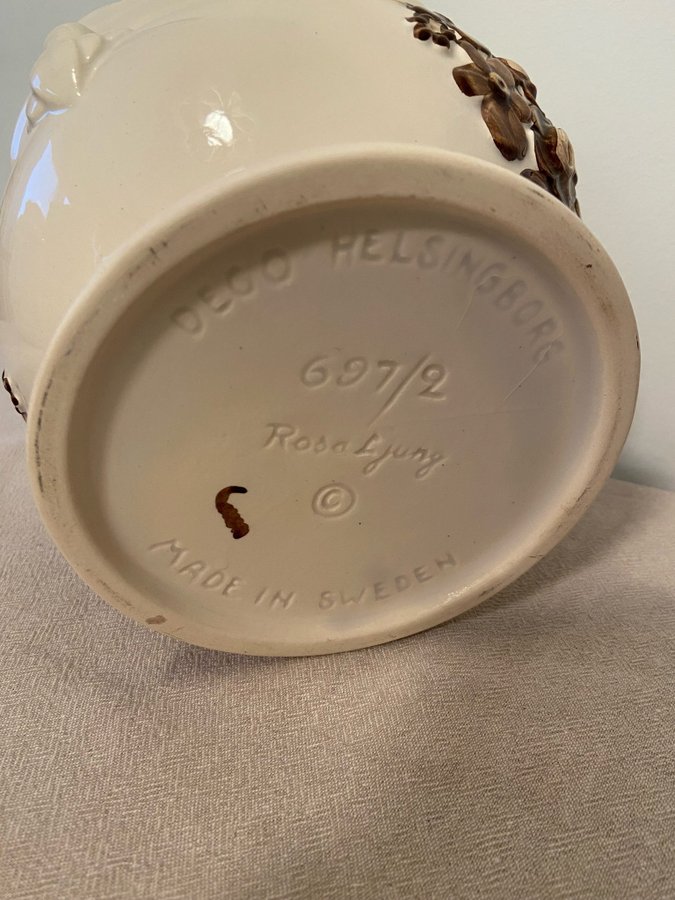 DECO HELSINGBORG
697/2
Rosa Ljung
©
MADE IN SWEDEN